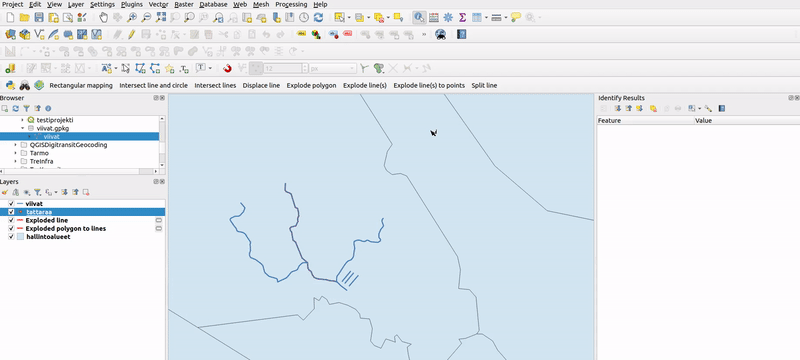 Project Edit View Layer Settings Plugins Vector Raster Database Web Mesh Processing Help
12 px
Rectangular mapping Intersect line and circle Intersect lines Displace line Explode polygon Explode line(s) Explode line(s) to points Split line
Browser
testiprojekti
viivat.gpkg
viivat
QGISDigitransitGeocoding
Tarmo
TreInfra
Layers
viivat
tattaraa
Exploded line
Exploded polygon to lines
hallintoalueet
Identify Results
Feature Value